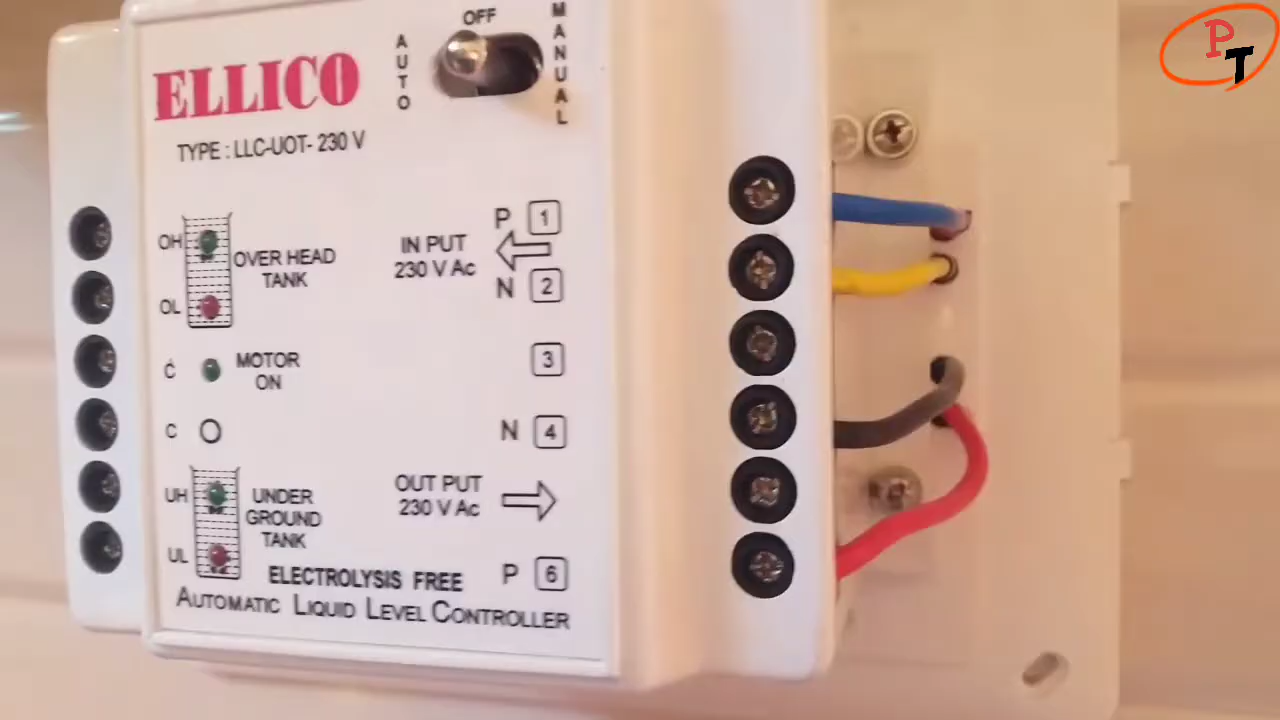 OFF
AUTO
MANUAL
ELLICO
TYPE : LLC-UOT- 230 V
P 1
OH
OVER HEAD
TANK
IN PUT
230 V Ac
N 2
OL
C
MOTOR
ON
3
C
N 4
UH
UNDER
GROUND
TANK
OUT PUT
230 V Ac
UL
ELECTROLYSIS FREE
P 6
AUTOMATIC LIQUID LEVEL CONTROLLER
PT